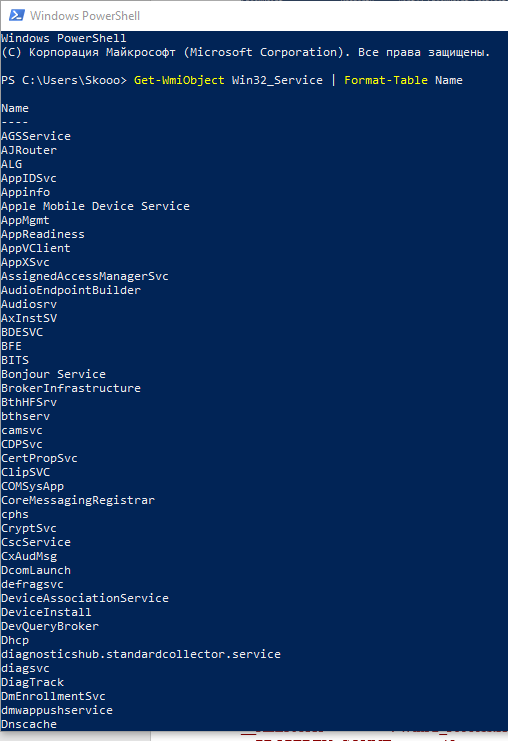 Windows PowerShell
Windows PowerShell
(C) Корпорация Майкрософт (Microsoft Corporation). Все права защищены.
PS C:\Users\Skooo> Get-WmiObject Win32_Service | Format-Table Name
Name
----
AGSService
AJRouter
ALG
AppIDSvc
Appinfo
Apple Mobile Device Service
AppMgmt
AppReadiness
AppVClient
AppXSvc
AssignedAccessManagerSvc
AudioEndpointBuilder
Audiosrv
AxInstSV
BDESVC
BFE
BITS
Bonjour Service
BrokerInfrastructure
BthHFSrv
bthserv
camsvc
CDPSvc
CertPropSvc
ClipSVC
COMSysApp
CoreMessagingRegistrar
cphs
CryptSvc
CscService
CxAudMsg
DcomLaunch
defragsvc
DeviceAssociationService
DeviceInstall
DevQueryBroker
Dhcp
diagnosticshub.standardcollector.service
diagsvc
DiagTrack
DmEnrollmentSvc
dmwappushservice
Dnscache